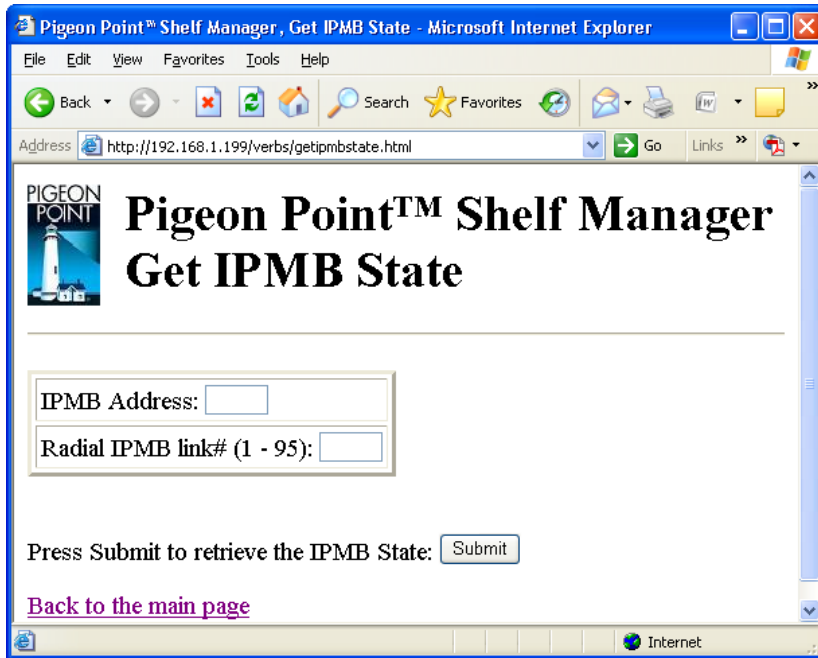 Pigeon Point™ Shelf Manager, Get IPMB State - Microsoft Internet Explorer
File Edit View Favorites Tools Help
Back Search Favorites W »
Address http://192.168.1.199/verbs/getipmbstate.html Go Links »
PIGEON
POINT
Pigeon Point™ Shelf Manager
Get IPMB State
IPMB Address:
Radial IPMB link# (1 - 95):
Press Submit to retrieve the IPMB State: Submit
Back to the main page
Internet